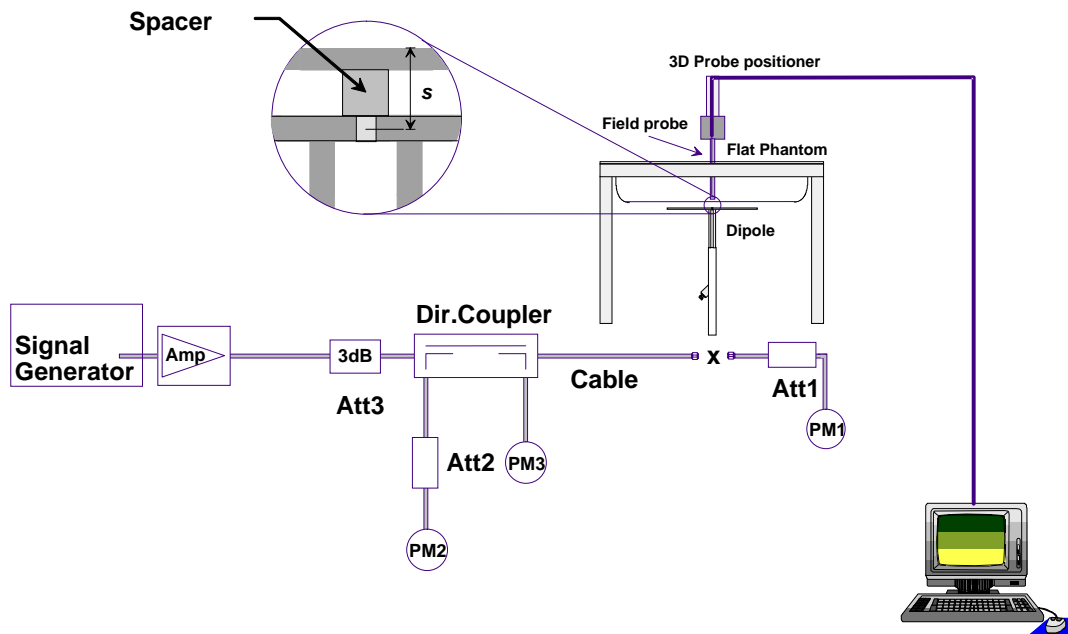 Spacer
s
3D Probe positioner
Field probe
Flat Phantom
Dipole
Dir.Coupler
Signal
Generator
Amp
3dB
Att3
Cable
x
Att1
PM1
Att2
PM3
PM2